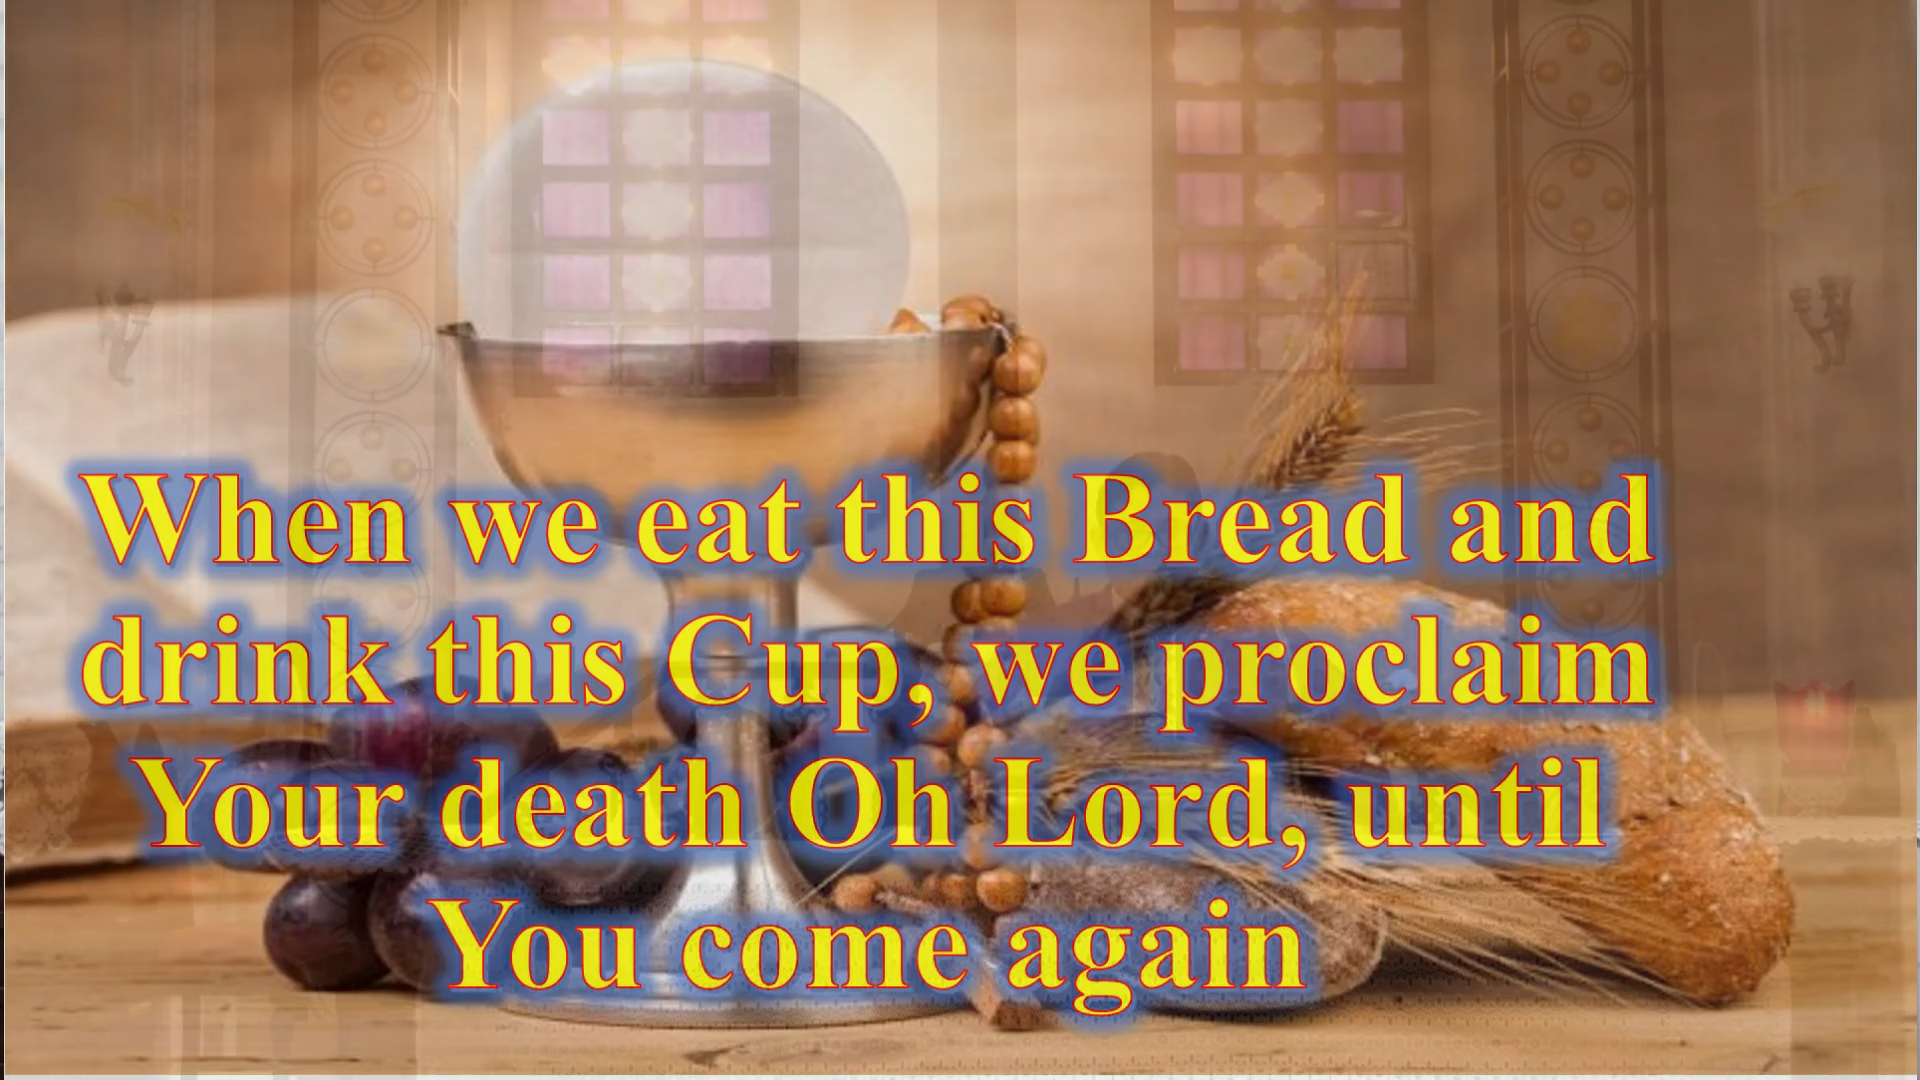 When we eat this Bread and
drink this Cup, we proclaim
Your death Oh Lord, until
You come again